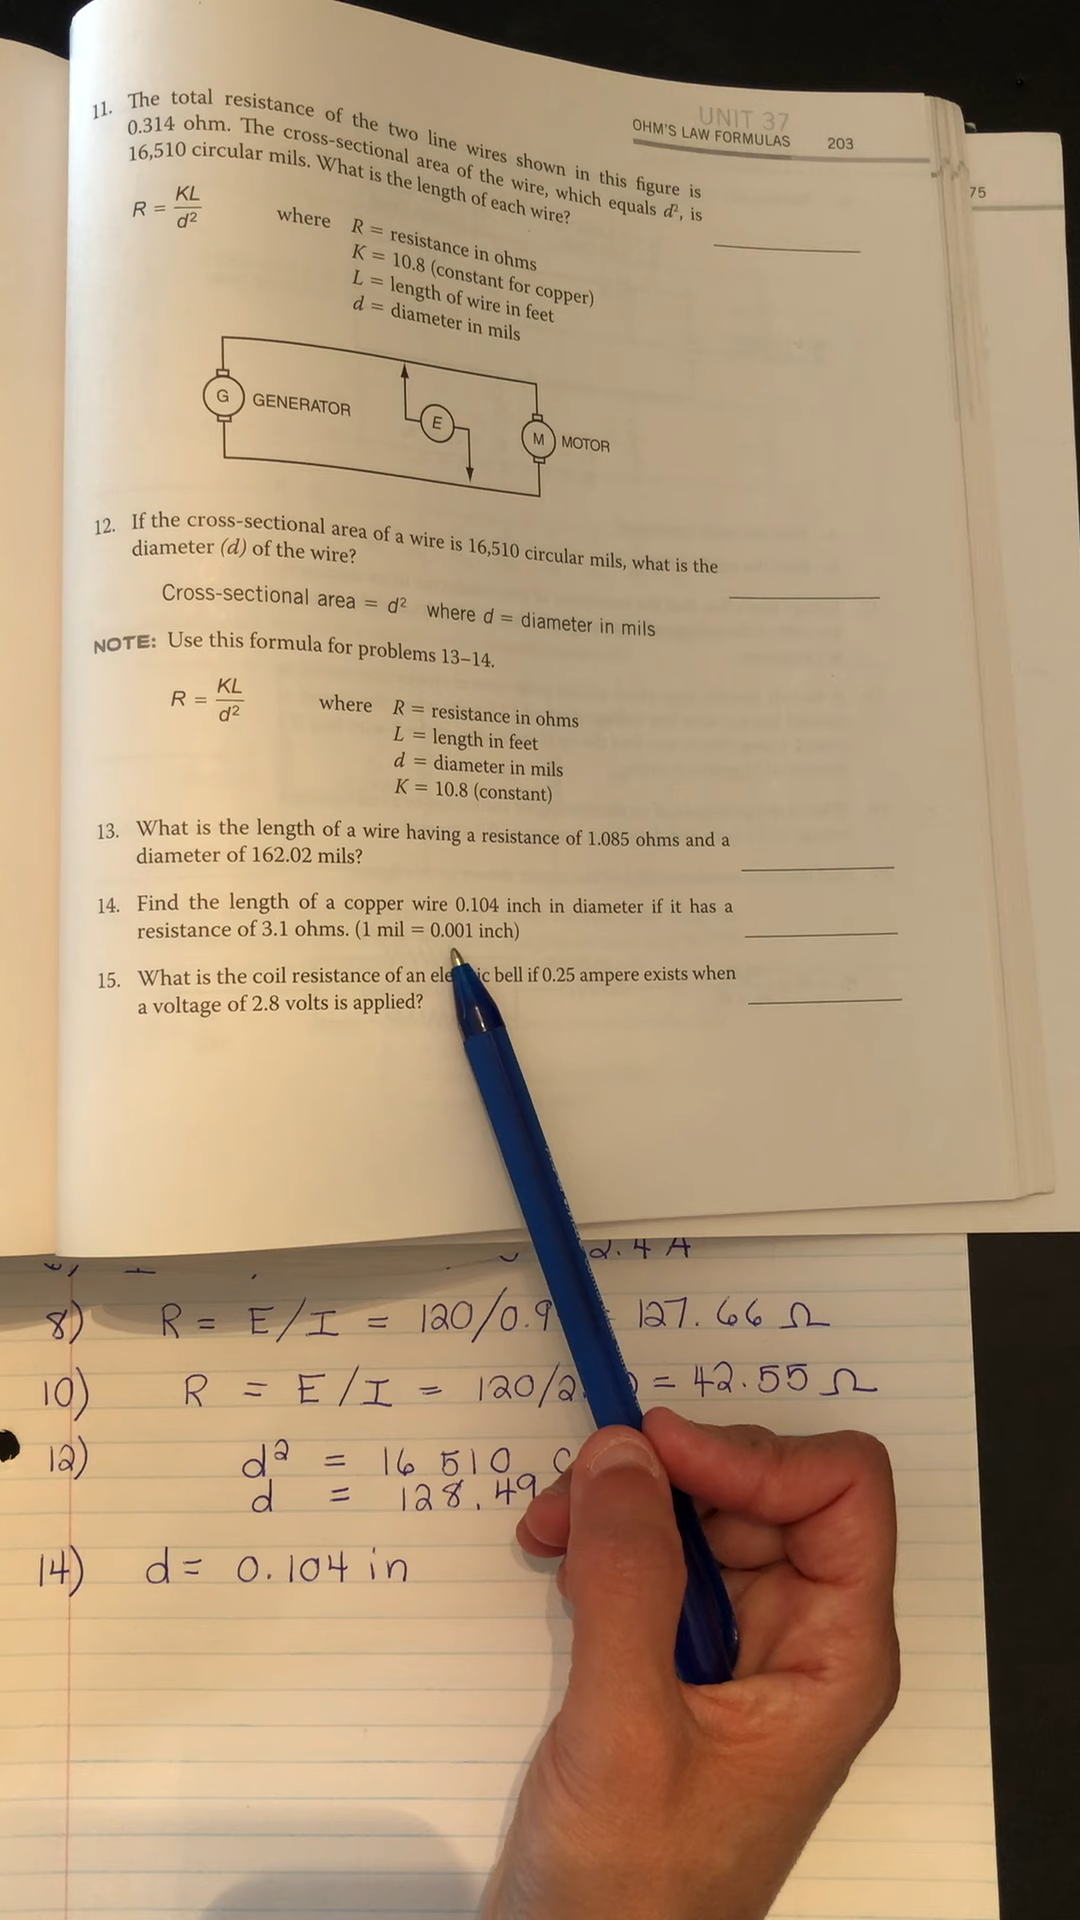 UNIT 37
OHM'S LAW FORMULAS 203
75
11. The total resistance of the two line wires shown in this figure is
0.314 ohm. The cross-sectional area of the wire, which equals d², is
16,510 circular mils. What is the length of each wire?
R = KL/d² where R = resistance in ohms
K = 10.8 (constant for copper)
L = length of wire in feet
d = diameter in mils
G GENERATOR
E
M MOTOR
12. If the cross-sectional area of a wire is 16,510 circular mils, what is the
diameter (d) of the wire?
Cross-sectional area = d² where d = diameter in mils
NOTE: Use this formula for problems 13–14.
R = KL/d² where R = resistance in ohms
L = length in feet
d = diameter in mils
K = 10.8 (constant)
13. What is the length of a wire having a resistance of 1.085 ohms and a
diameter of 162.02 mils?
14. Find the length of a copper wire 0.104 inch in diameter if it has a
resistance of 3.1 ohms. (1 mil = 0.001 inch)
15. What is the coil resistance of an ele ic bell if 0.25 ampere exists when
a voltage of 2.8 volts is applied?
2.4 A
8) R = E/I = 120/0.9 127.66 Ω
10) R = E/I = 120/2 = 42.55 Ω
12) d² = 16 510 C
d = 128.49
14) d = 0.104 in